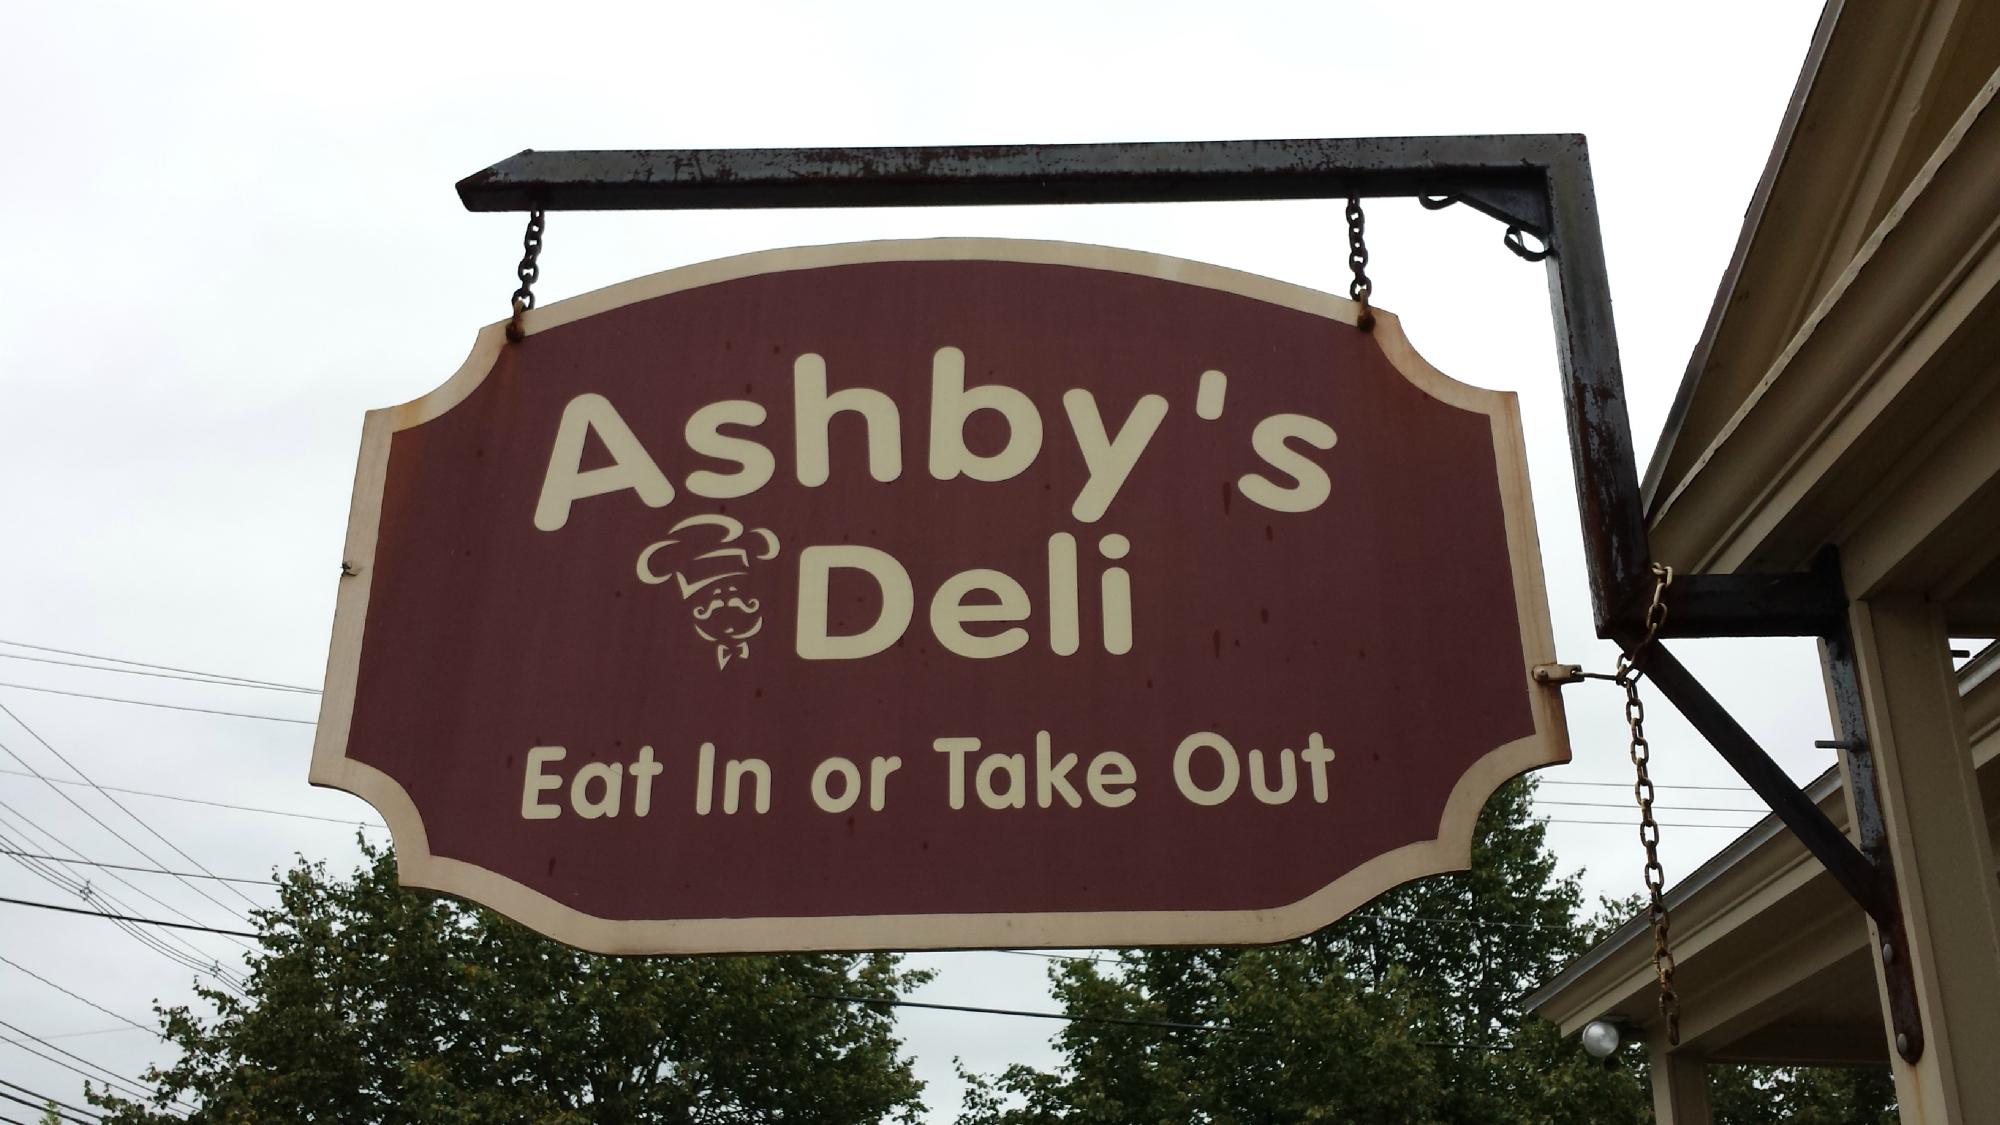 Ashby's
Deli
Eat In or Take Out